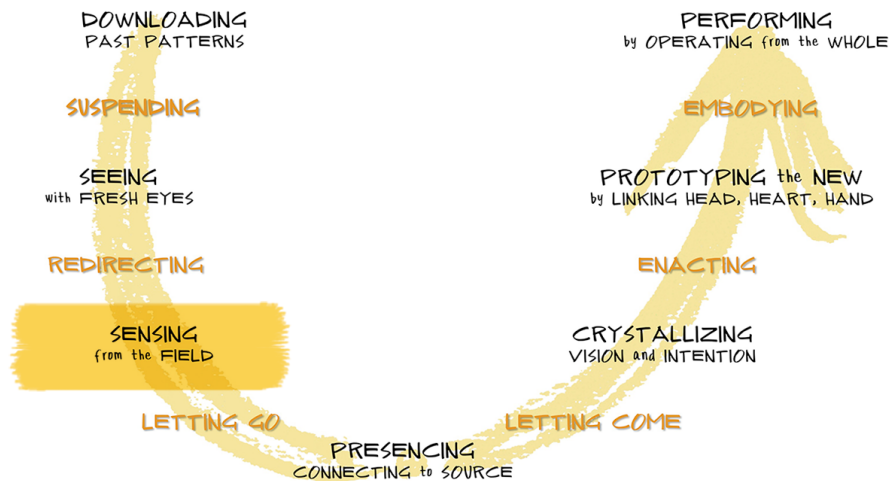 DOWNLOADING
PAST PATTERNS
SUSPENDING
SEEING
with FRESH EYES
REDIRECTING
SENSING
from the FIELD
LETTING GO
PRESENCING
CONNECTING to SOURCE
LETTING COME
CRYSTALLIZING
VISION and INTENTION
ENACTING
PROTOTYPING the NEW
by LINKING HEAD, HEART, HAND
EMBODYING
PERFORMING
by OPERATING from the WHOLE